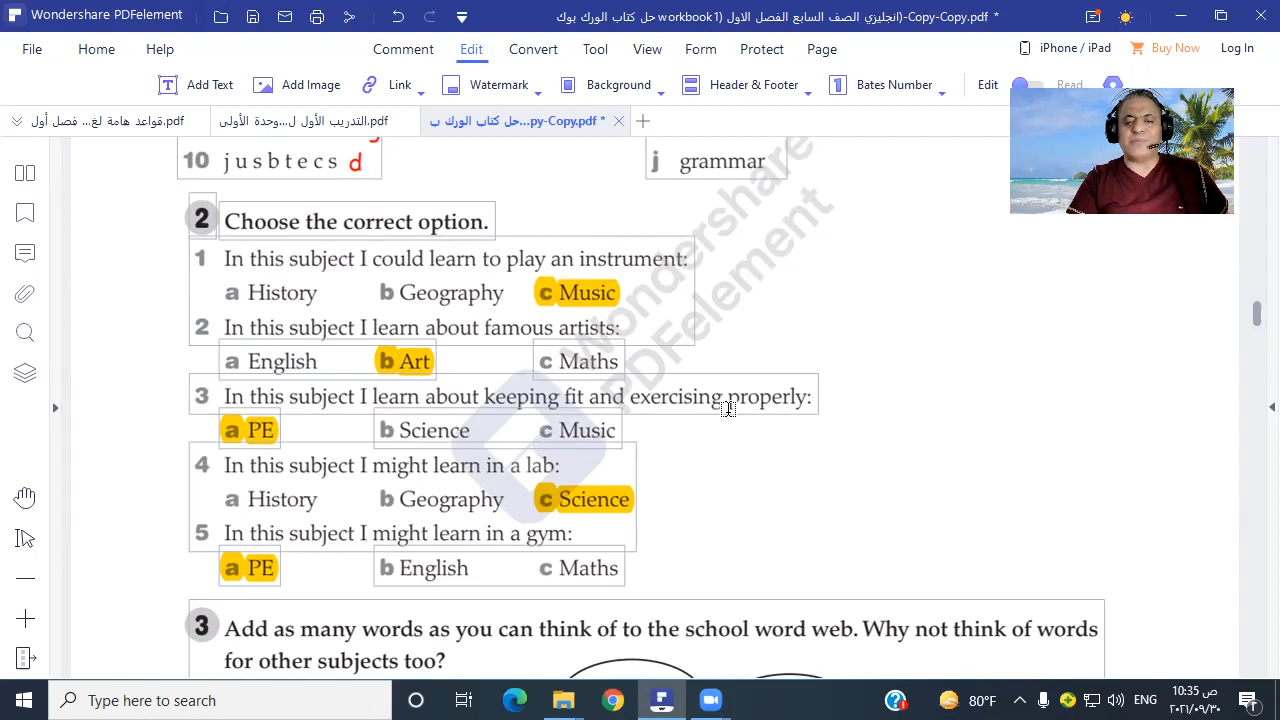 Wondershare PDFelement
حل كتاب الورك بوك workbook1) انجليزي الصف السابع الفصل الاول)-Copy-Copy.pdf *
File Home Help Comment Edit Convert Tool View Form Protect Page iPhone / iPad Buy Now Log In
Add Text Add Image Link Watermark Background Header & Footer Bates Number Edit Read
قواعد هامة لغ... فصل أول.pdf التدريب الأول ل...وحدة الأولى.pdf حل كتاب الورك ب...py-Copy.pdf *
10 j u s b t e c s d j grammar
2 Choose the correct option.
1 In this subject I could learn to play an instrument:
a History b Geography c Music
2 In this subject I learn about famous artists:
a English b Art c Maths
3 In this subject I learn about keeping fit and exercising properly:
a PE b Science c Music
4 In this subject I might learn in a lab:
a History b Geography c Science
5 In this subject I might learn in a gym:
a PE b English c Maths
3 Add as many words as you can think of to the school word web. Why not think of words
for other subjects too?
Wondershare
PDFelement
Type here to search 80°F ENG 10:35 ص
٢٠٢١/٠٩/٣٠